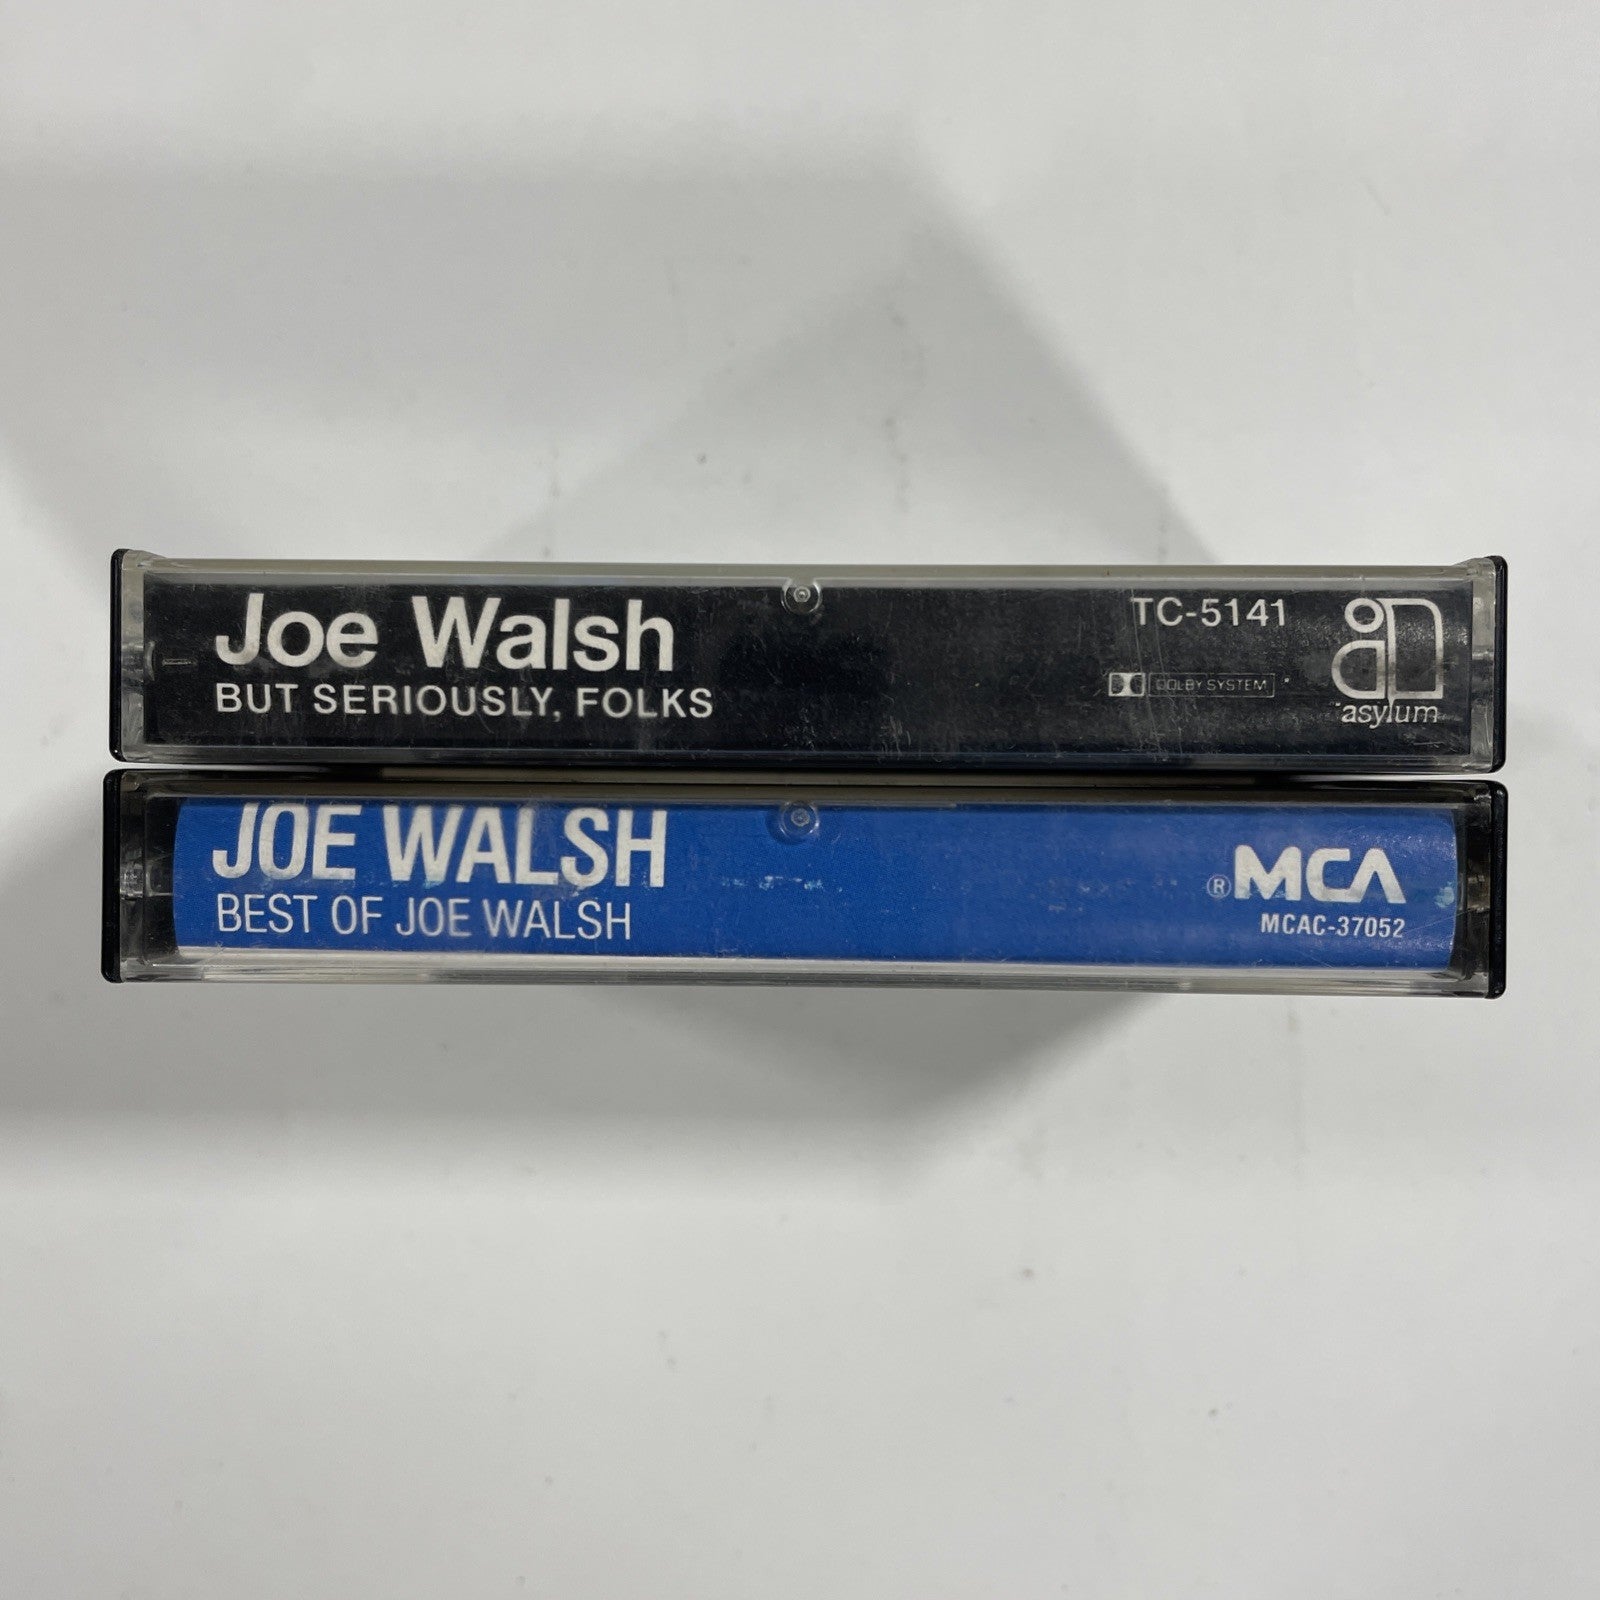 Joe Walsh
BUT SERIOUSLY, FOLKS
TC-5141
DOLBY SYSTEM
asylum
JOE WALSH
BEST OF JOE WALSH
® MCA
MCAC-37052